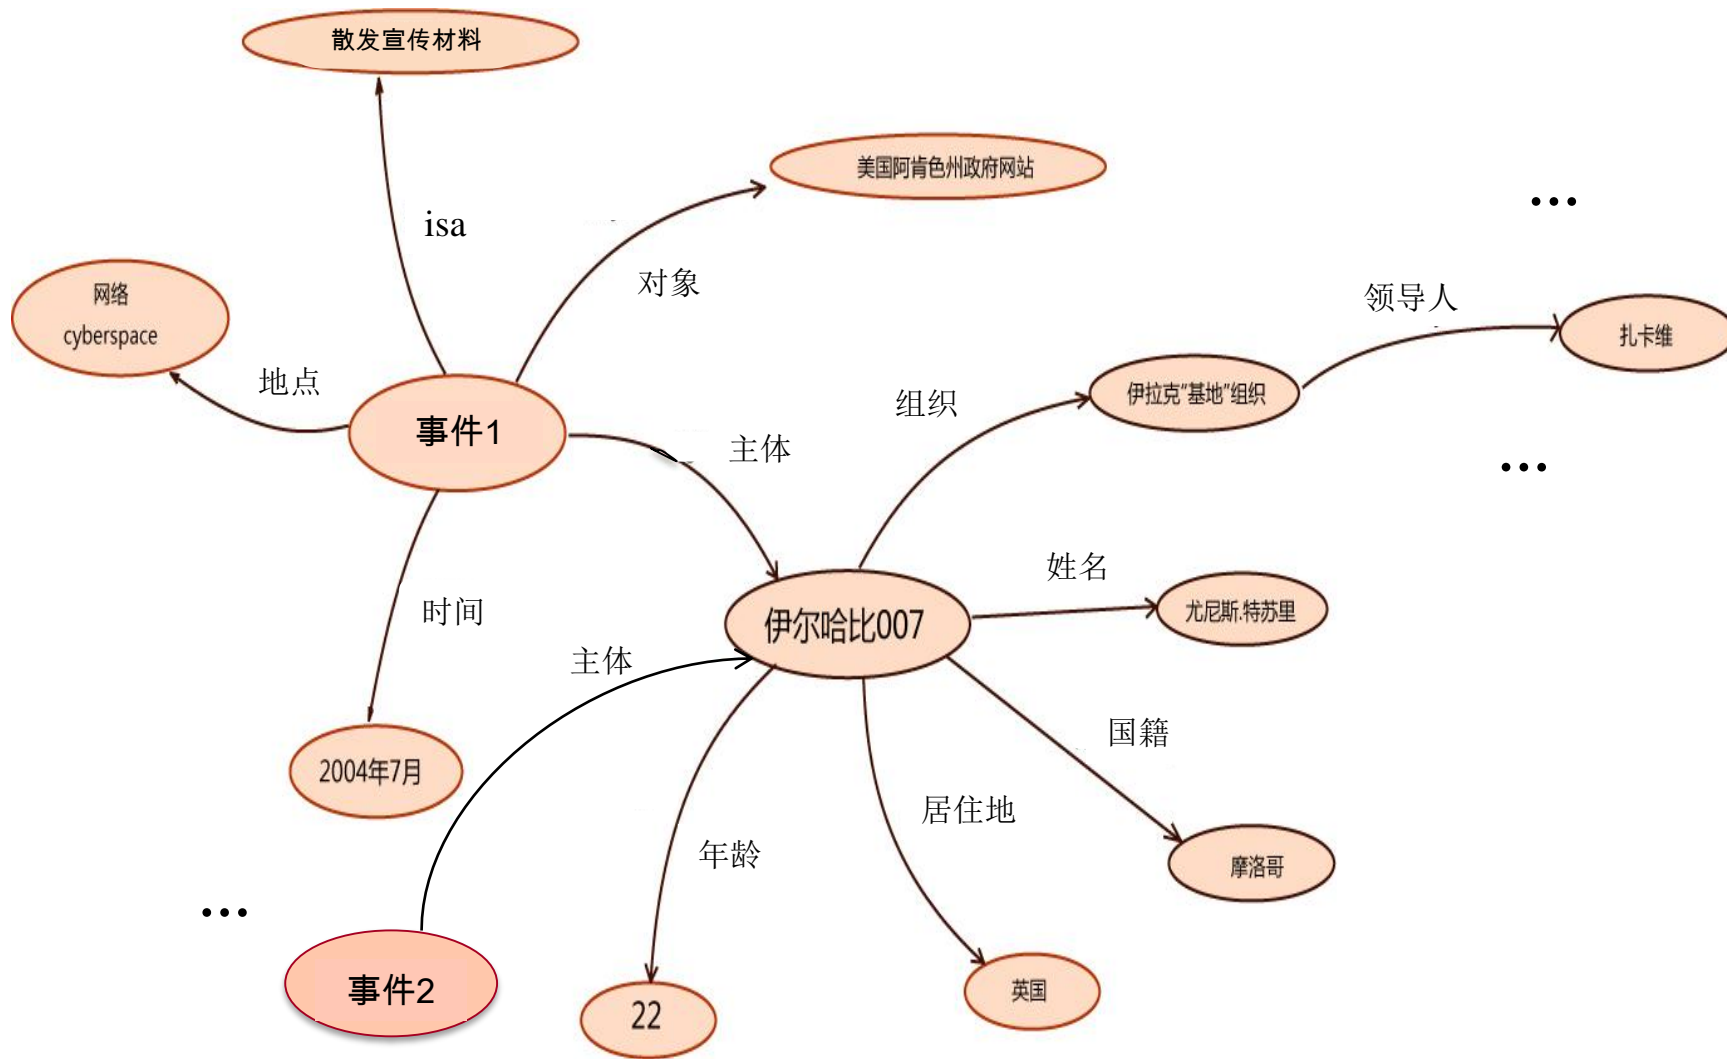 散发宣传材料
美国阿肯色州政府网站
…
isa
对象
网络
cyberspace
领导人
扎卡维
地点
伊拉克“基地”组织
组织
事件1
主体
…
姓名
时间
伊尔哈比007
尤尼斯.特苏里
主体
国籍
2004年7月
居住地
年龄
摩洛哥
…
事件2
英国
22